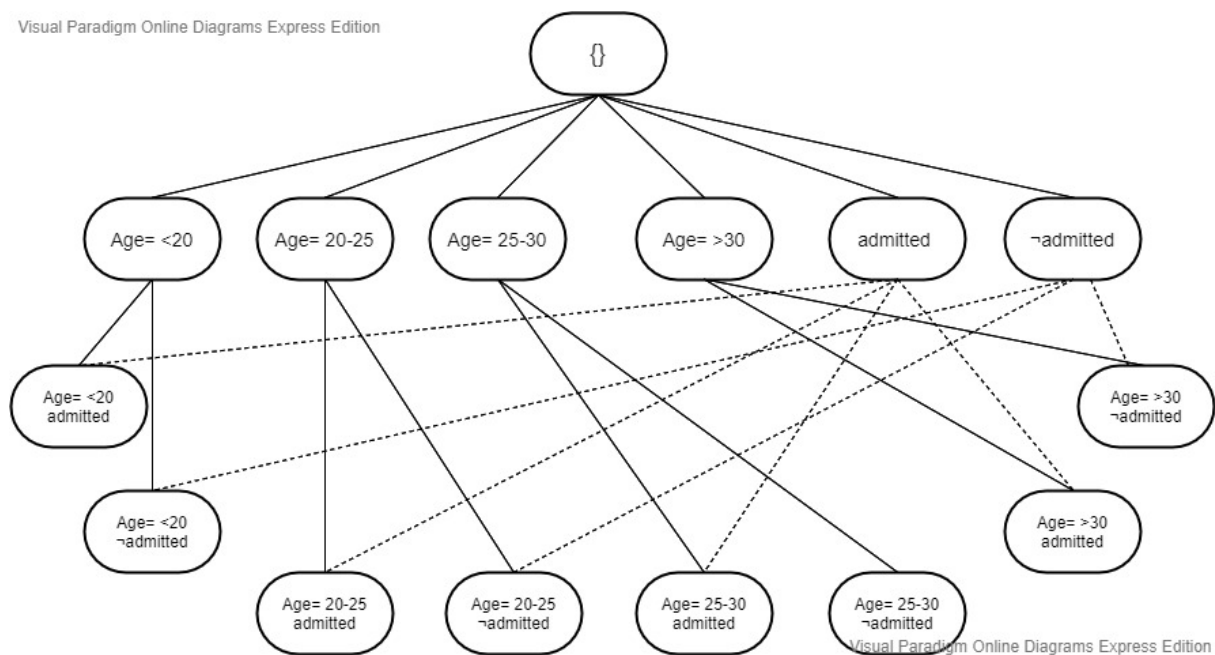 Visual Paradigm Online Diagrams Express Edition
{}
Age= <20
Age= 20-25
Age= 25-30
Age= >30
admitted
¬admitted
Age= <20
admitted
Age= >30
¬admitted
Age= <20
¬admitted
Age= >30
admitted
Age= 20-25
admitted
Age= 20-25
¬admitted
Age= 25-30
admitted
Age= 25-30
¬admitted
Visual Paradigm Online Diagrams Express Edition